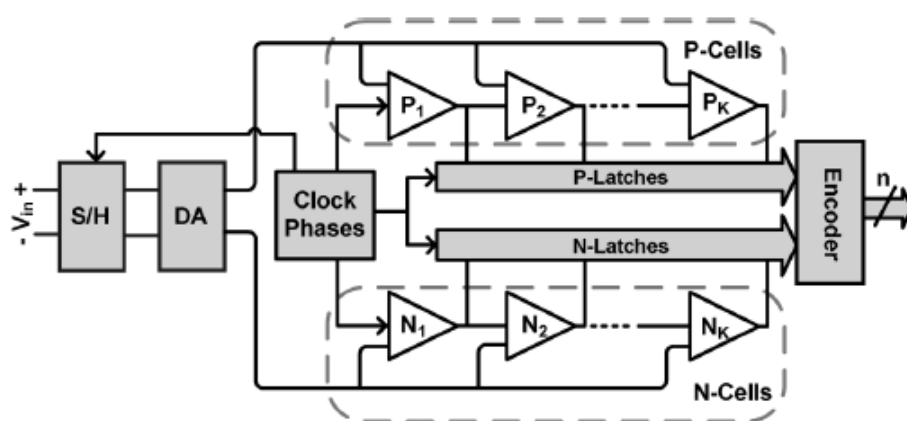 P-Cells
P1
P2
PK
S/H
DA
Clock
Phases
P-Latches
N-Latches
Encoder
n
- Vin +
N1
N2
NK
N-Cells